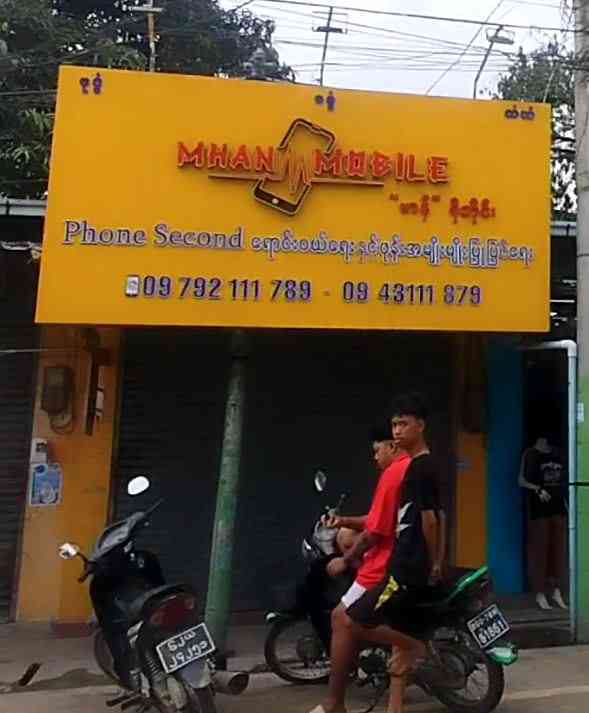 MHAN MOBILE
"မာန်" မိုဘိုင်း
Phone Second ရောင်းဝယ်ရေးနှင့်ဖုန်းအမျိုးမျိုးပြုပြင်ရေး
09 792 111 789 - 09 43111 879